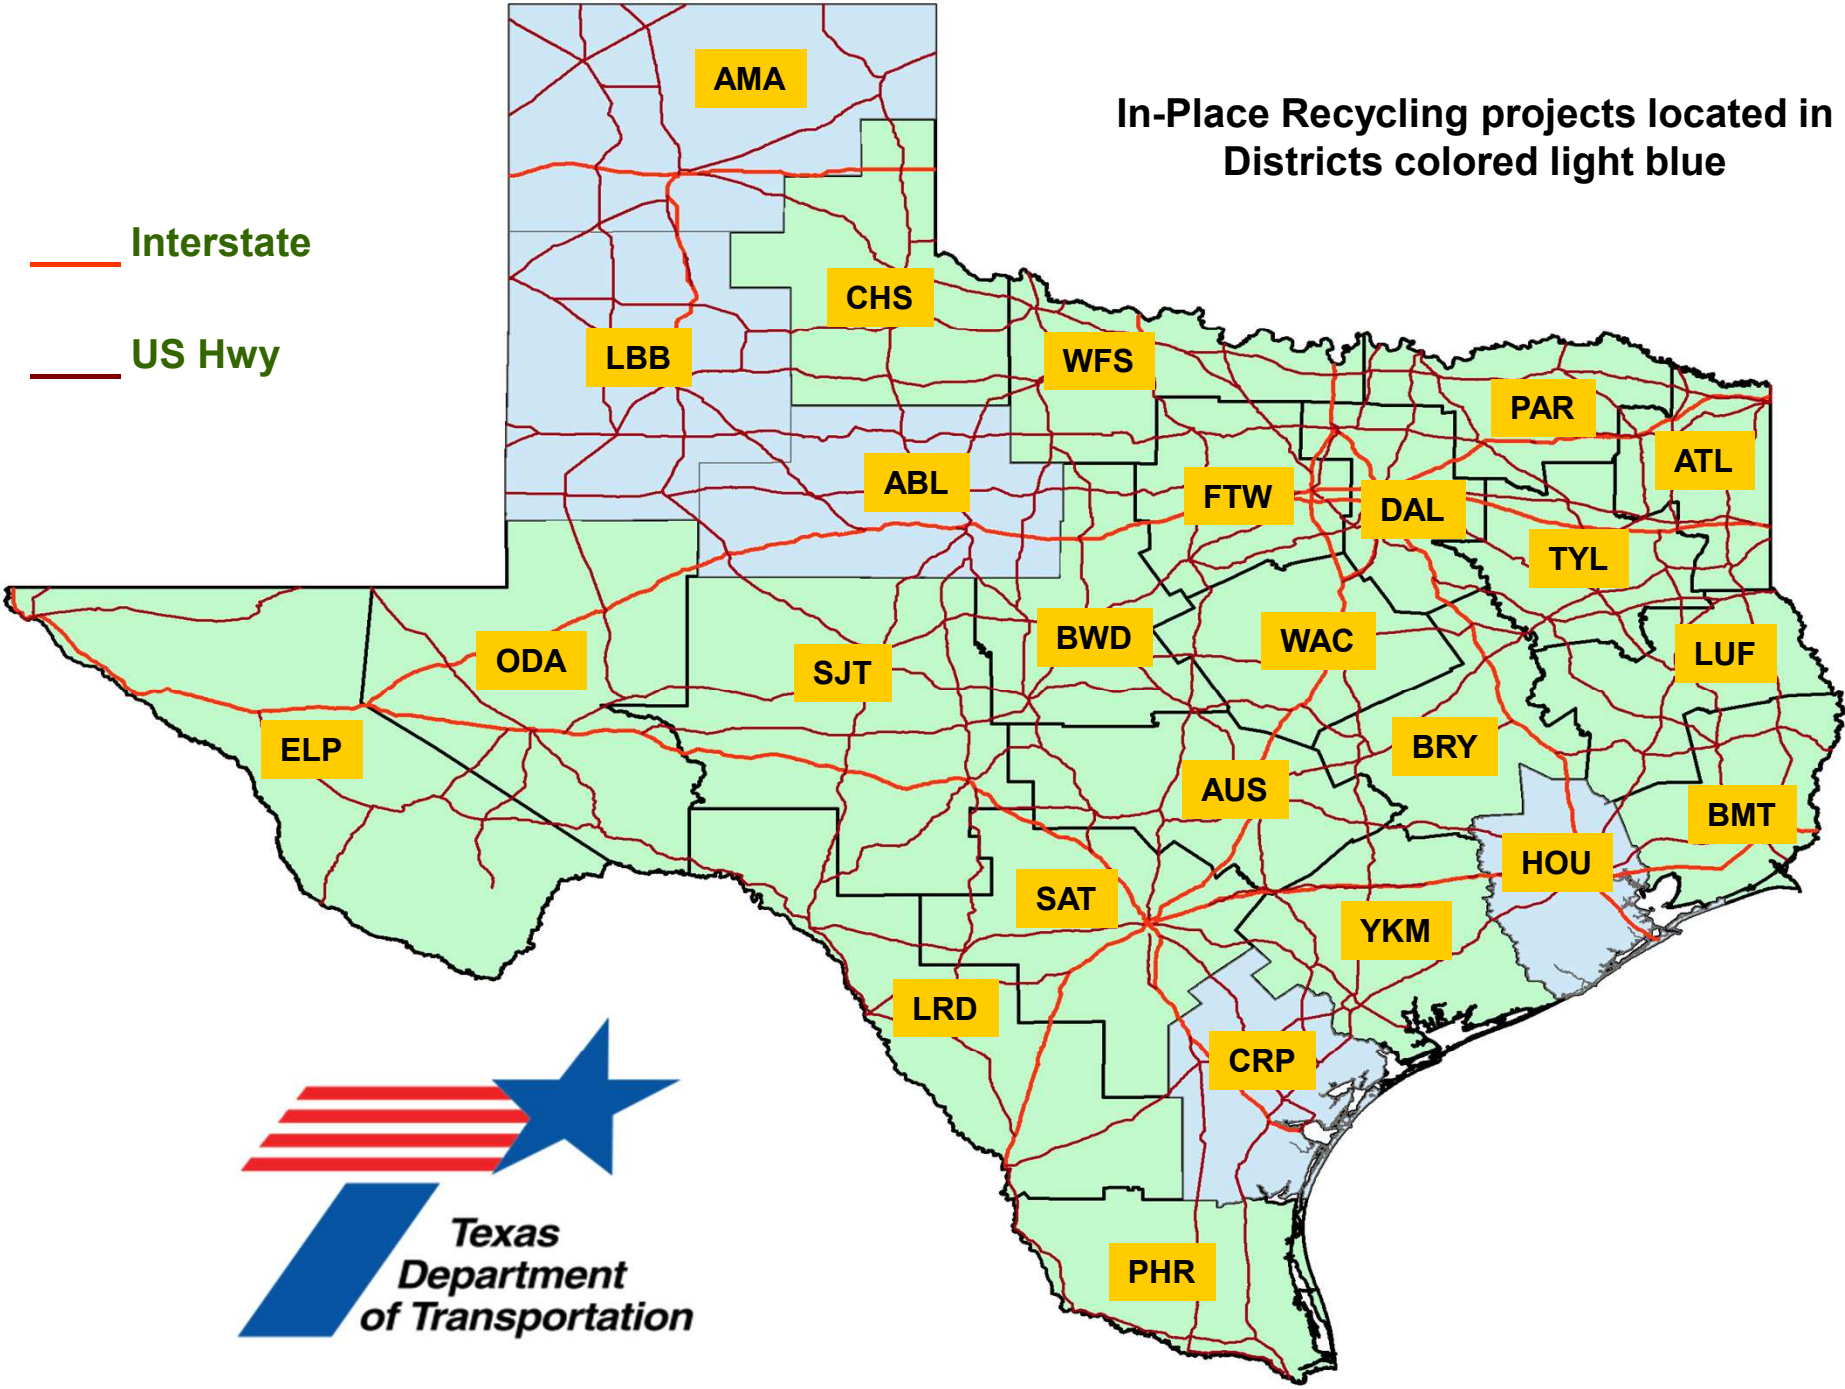 In-Place Recycling projects located in
Districts colored light blue
Interstate
US Hwy
AMA
CHS
LBB
WFS
PAR
ATL
ABL
FTW
DAL
TYL
BWD
WAC
LUF
ODA
SJT
ELP
BRY
AUS
BMT
HOU
SAT
YKM
LRD
CRP
PHR
Texas
Department
of Transportation